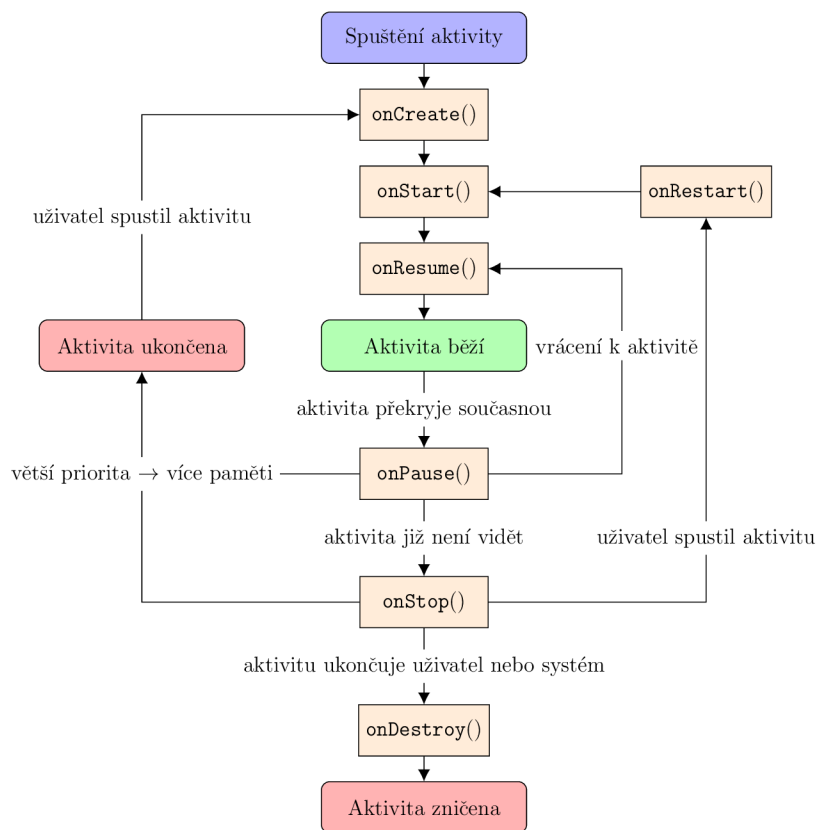 Spuštění aktivity
onCreate()
onStart()
onRestart()
uživatel spustil aktivitu
onResume()
Aktivita ukončena
Aktivita běží
vrácení k aktivitě
aktivita překryje současnou
větší priorita → více paměti
onPause()
aktivita již není vidět
uživatel spustil aktivitu
onStop()
aktivitu ukončuje uživatel nebo systém
onDestroy()
Aktivita zničena